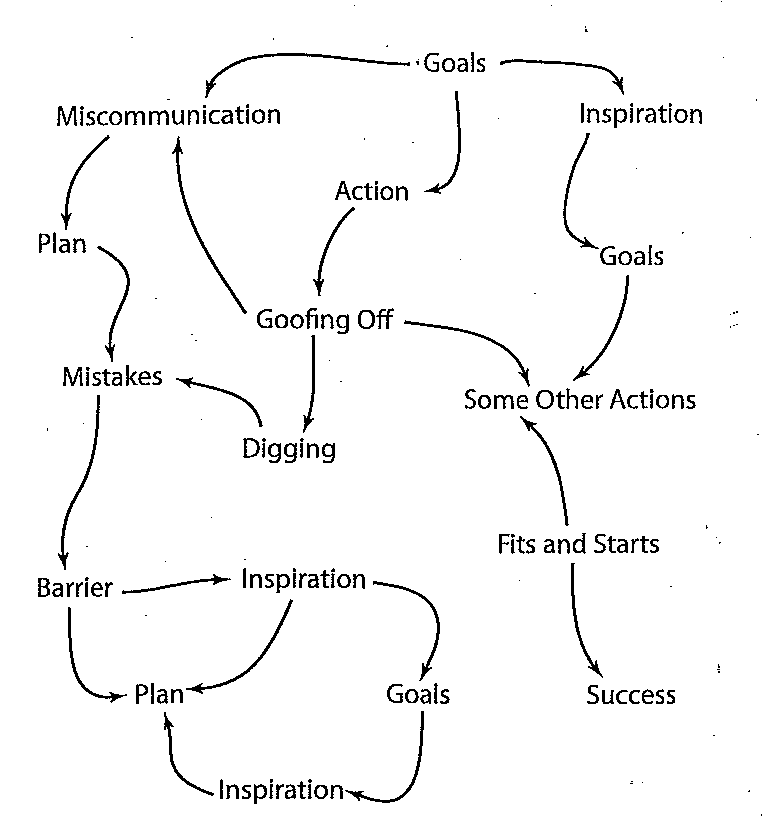 Goals
Miscommunication
Inspiration
Action
Plan
Goals
Goofing Off
Mistakes
Some Other Actions
Digging
Fits and Starts
Barrier
Inspiration
Plan
Goals
Success
Inspiration